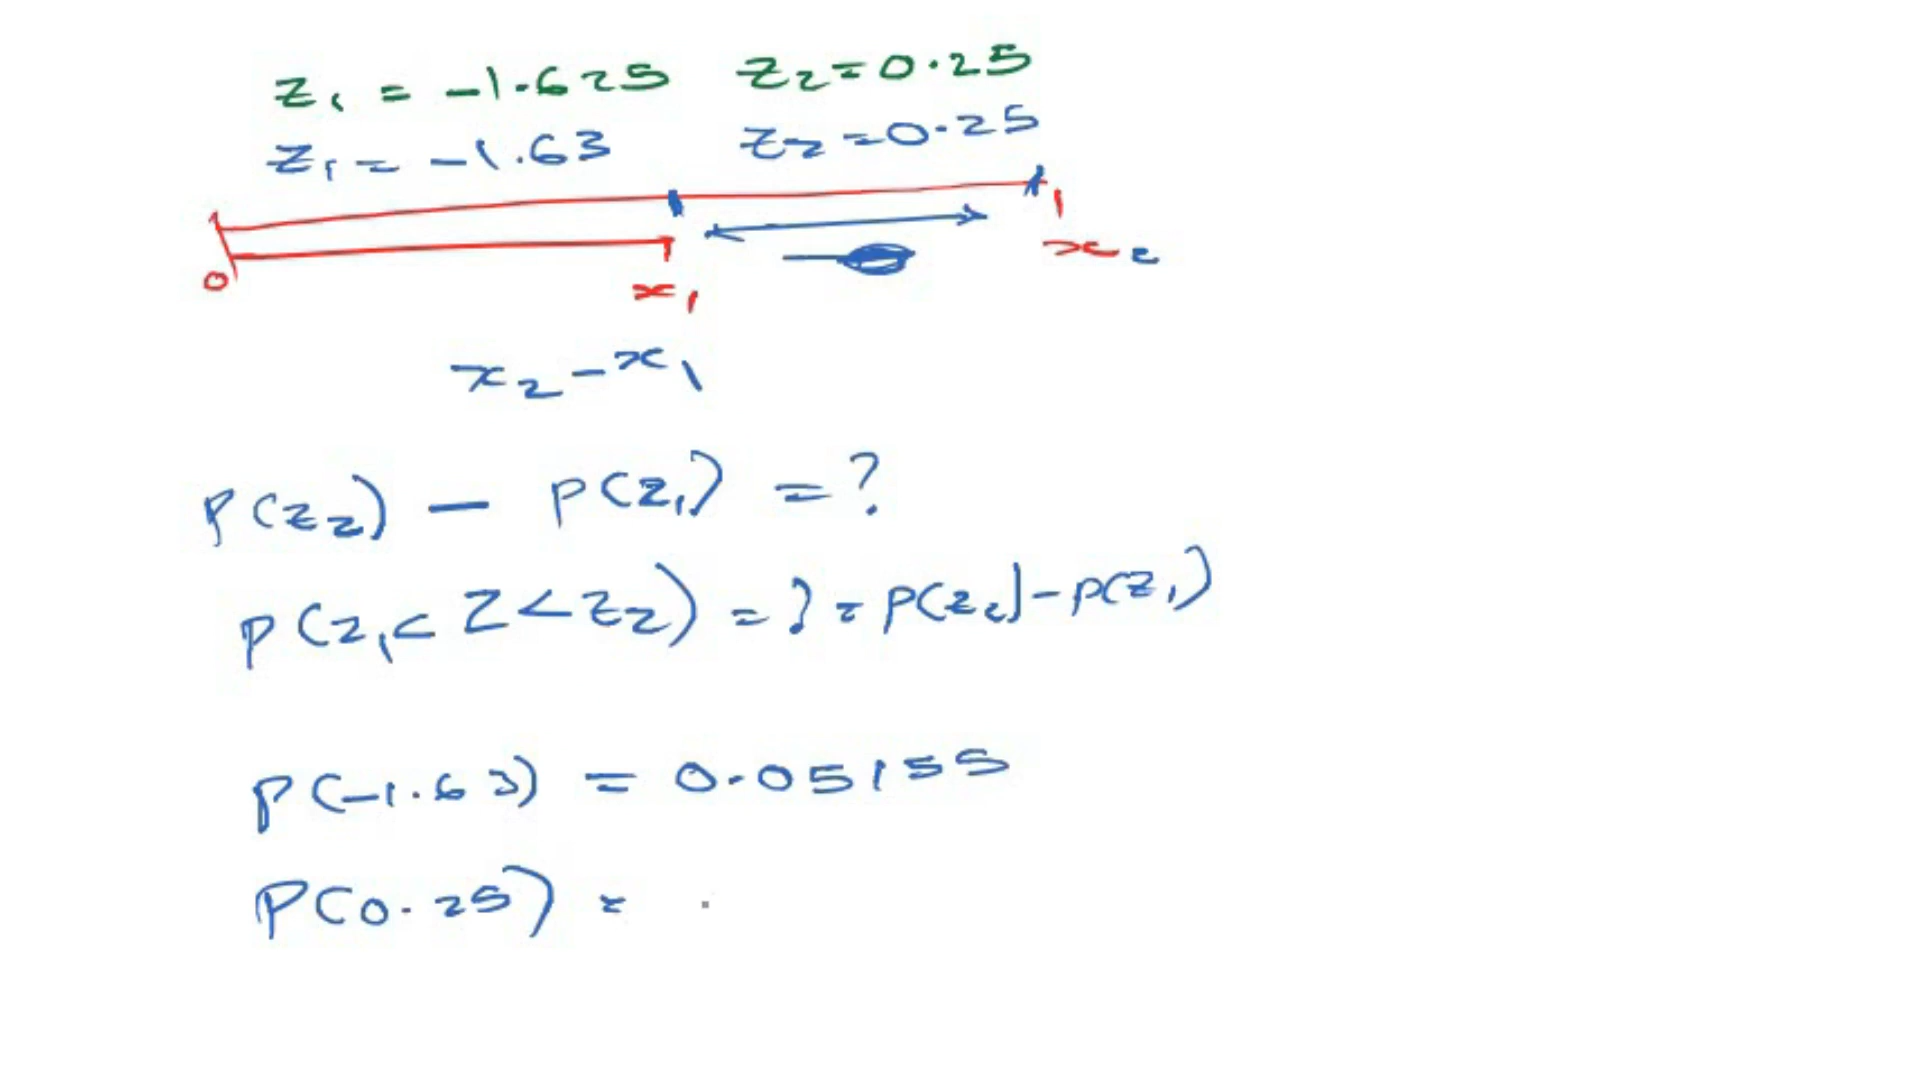 z₁ = -1.625 z₂ = 0.25
z₁ = -1.63 z₂ = 0.25
0 x₁ 1 x₂
x₂ - x₁
P(z₂) - P(z₁) = ?
P(z₁ < Z < z₂) = ? = P(z₂) - P(z₁)
P(-1.63) = 0.05155
P(0.25) =